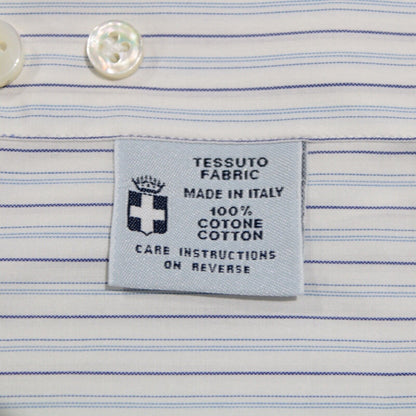 TESSUTO
FABRIC
MADE IN ITALY
100%
COTONE
COTTON
CARE INSTRUCTIONS
ON REVERSE